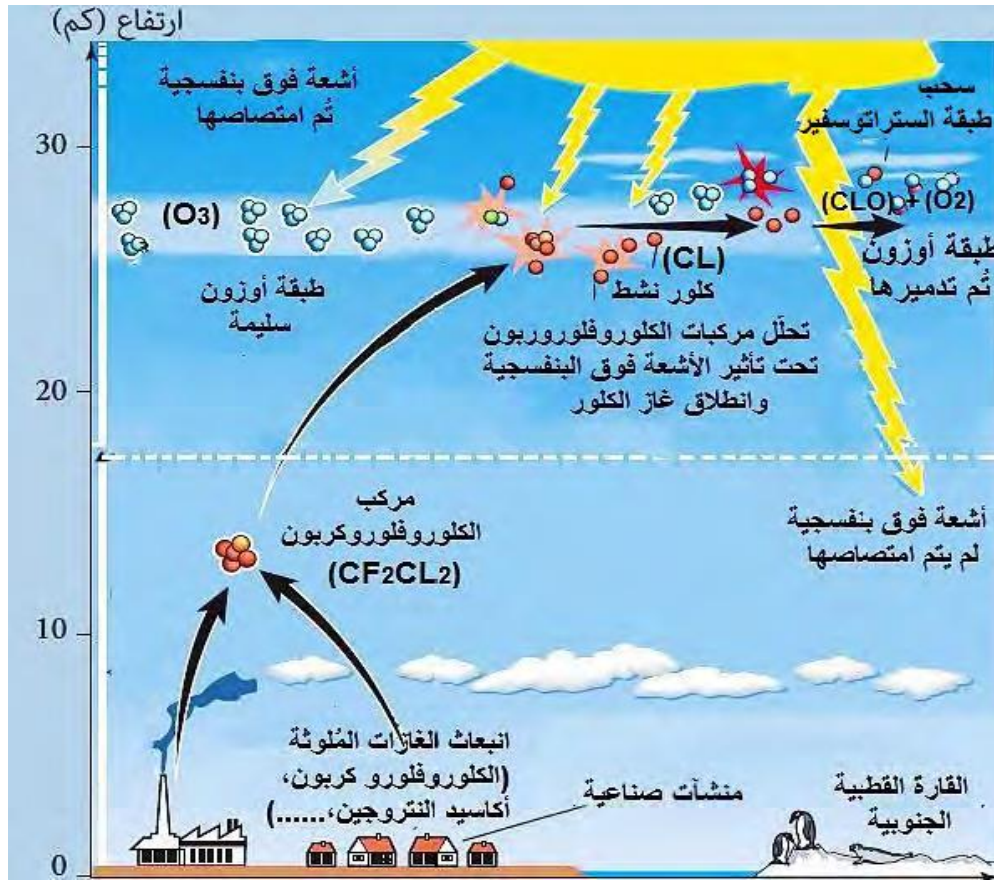 ارتفاع (كم)
30
20
10
0
أشعة فوق بنفسجية
تُم امتصاصها
سحب
طبقة الستراتوسفير
(O3)
(CLO) + (O2)
طبقة أوزون
تُم تدميرها
(CL)
كلور نشط
طبقة أوزون
سليمة
تحلّل مركبات الكلوروفلوروربون
تحت تأثير الأشعة فوق البنفسجية
وانطلاق غاز الكلور
مركب
الكلوروفلوروكربون
(CF2CL2)
أشعة فوق بنفسجية
لم يتم امتصاصها
انبعاث الغازات المُلوثة
(الكلوروفلورو كربون،
أكاسيد النتروجين،......)
منشآت صناعية
القارة القطبية
الجنوبية